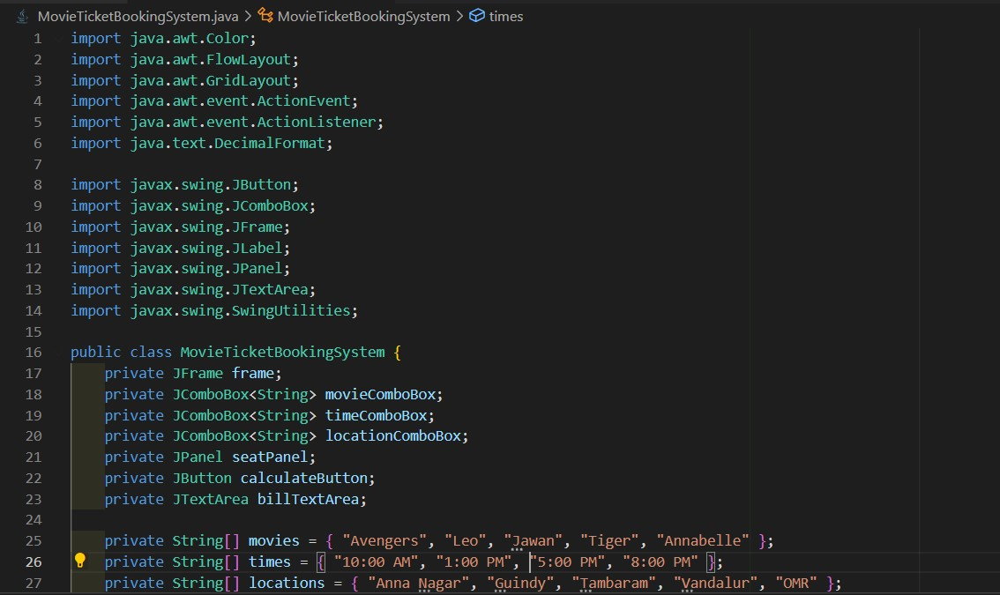 MovieTicketBookingSystem.java > MovieTicketBookingSystem > times
1 import java.awt.Color;
2 import java.awt.FlowLayout;
3 import java.awt.GridLayout;
4 import java.awt.event.ActionEvent;
5 import java.awt.event.ActionListener;
6 import java.text.DecimalFormat;
7
8 import javax.swing.JButton;
9 import javax.swing.JComboBox;
10 import javax.swing.JFrame;
11 import javax.swing.JLabel;
12 import javax.swing.JPanel;
13 import javax.swing.JTextArea;
14 import javax.swing.SwingUtilities;
15
16 public class MovieTicketBookingSystem {
17 private JFrame frame;
18 private JComboBox<String> movieComboBox;
19 private JComboBox<String> timeComboBox;
20 private JComboBox<String> locationComboBox;
21 private JPanel seatPanel;
22 private JButton calculateButton;
23 private JTextArea billTextArea;
24
25 private String[] movies = { "Avengers", "Leo", "Jawan", "Tiger", "Annabelle" };
26 private String[] times = { "10:00 AM", "1:00 PM", "5:00 PM", "8:00 PM" };
27 private String[] locations = { "Anna Nagar", "Guindy", "Tambaram", "Vandalur", "OMR" };